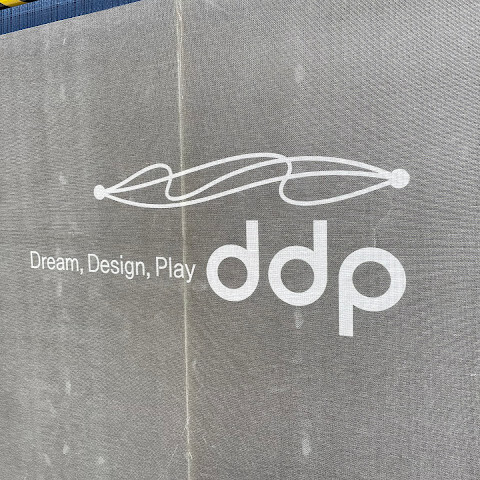 Dream, Design, Play ddp